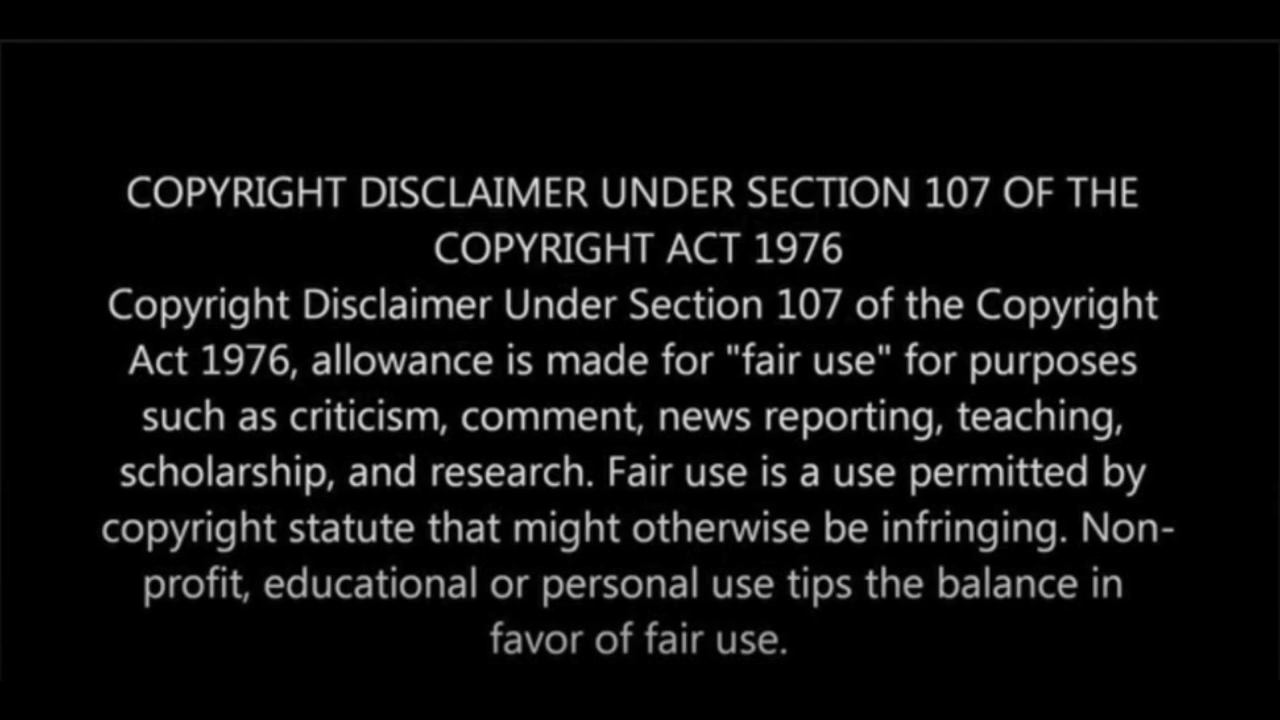 COPYRIGHT DISCLAIMER UNDER SECTION 107 OF THE
COPYRIGHT ACT 1976
Copyright Disclaimer Under Section 107 of the Copyright
Act 1976, allowance is made for "fair use" for purposes
such as criticism, comment, news reporting, teaching,
scholarship, and research. Fair use is a use permitted by
copyright statute that might otherwise be infringing. Non-
profit, educational or personal use tips the balance in
favor of fair use.